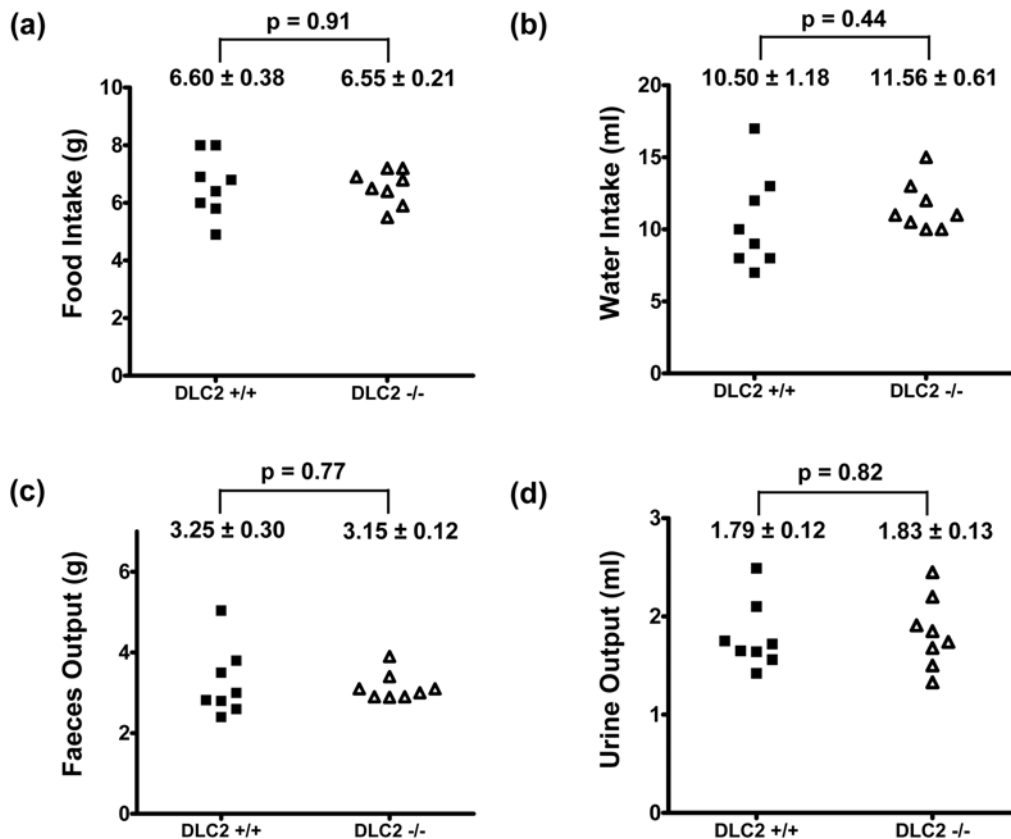 (a)
p = 0.91
6.60 ± 0.38 6.55 ± 0.21
Food Intake (g)
10
8
6
4
2
0
DLC2 +/+ DLC2 -/-
(b)
p = 0.44
10.50 ± 1.18 11.56 ± 0.61
Water Intake (ml)
20
15
10
5
0
DLC2 +/+ DLC2 -/-
(c)
p = 0.77
3.25 ± 0.30 3.15 ± 0.12
Faeces Output (g)
6
4
2
0
DLC2 +/+ DLC2 -/-
(d)
p = 0.82
1.79 ± 0.12 1.83 ± 0.13
Urine Output (ml)
3
2
1
0
DLC2 +/+ DLC2 -/-